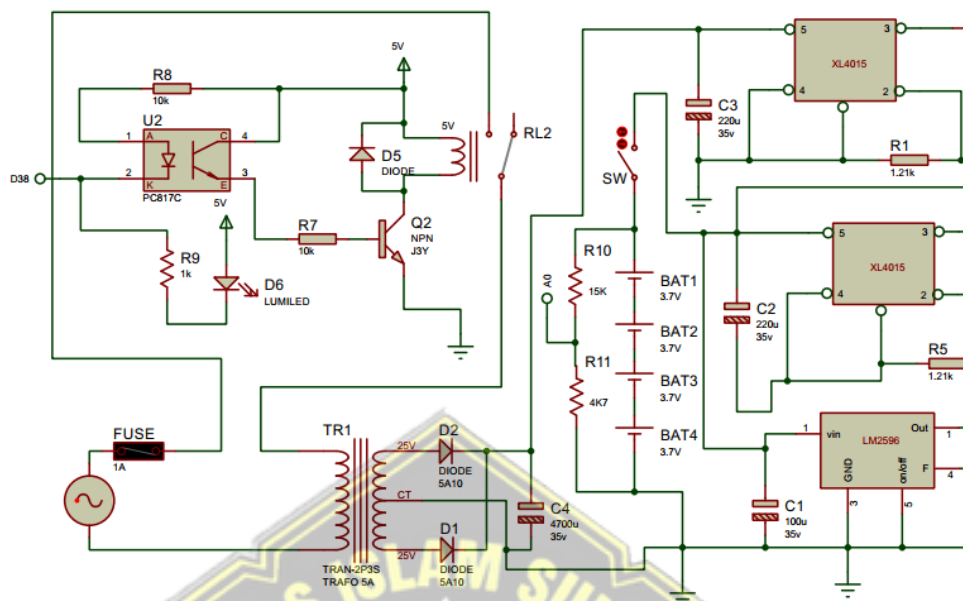 R8
10k
U2
1
A
C
4
2
K
E
3
PC817C
D38
5V
5V
5V
D5
DIODE
RL2
R7
10k
Q2
NPN
J3Y
R9
1k
D6
LUMILED
FUSE
1A
TR1
TRAN-2P3S
TRAFO 5A
25V
CT
25V
D2
DIODE
5A10
D1
DIODE
5A10
C4
4700u
35v
SW
A0
R10
15K
R11
4K7
BAT1
3.7V
BAT2
3.7V
BAT3
3.7V
BAT4
3.7V
C3
220u
35v
5
3
XL4015
4
2
R1
1.21k
C2
220u
35v
5
3
XL4015
4
2
R5
1.21k
C1
100u
35v
1
vin
Out
1
LM2596
GND
on/off
F
4
3
5
S ISLAM SU